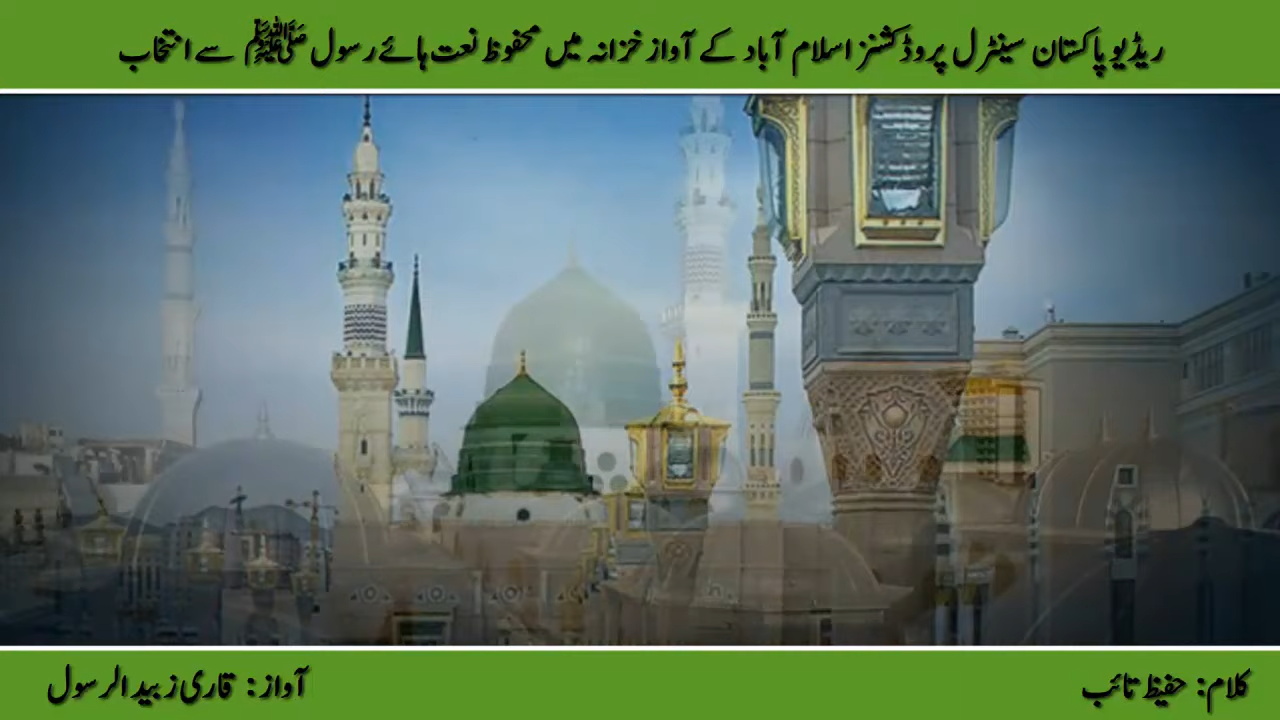 ریڈیو پاکستان سینٹرل پروڈکشنز اسلام آباد کے آواز خزانہ میں محفوظ نعت ہائے رسول ﷺ سے انتخاب
کلام: حفیظ تائب
آواز: قاری زبید الرسول